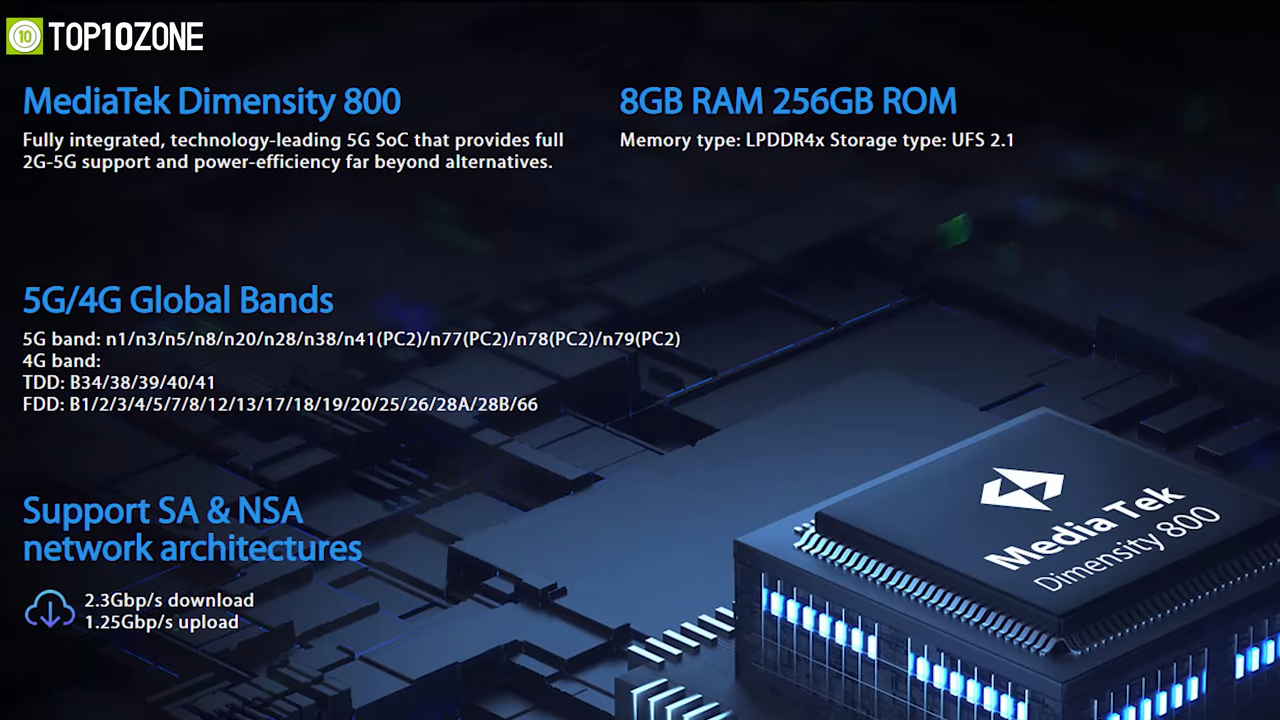 10 TOP10ZONE
MediaTek Dimensity 800
Fully integrated, technology-leading 5G SoC that provides full
2G-5G support and power-efficiency far beyond alternatives.
8GB RAM 256GB ROM
Memory type: LPDDR4x Storage type: UFS 2.1
5G/4G Global Bands
5G band: n1/n3/n5/n8/n20/n28/n38/n41(PC2)/n77(PC2)/n78(PC2)/n79(PC2)
4G band:
TDD: B34/38/39/40/41
FDD: B1/2/3/4/5/7/8/12/13/17/18/19/20/25/26/28A/28B/66
Support SA & NSA
network architectures
2.3Gbp/s download
1.25Gbp/s upload
Media Tek
Dimensity 800